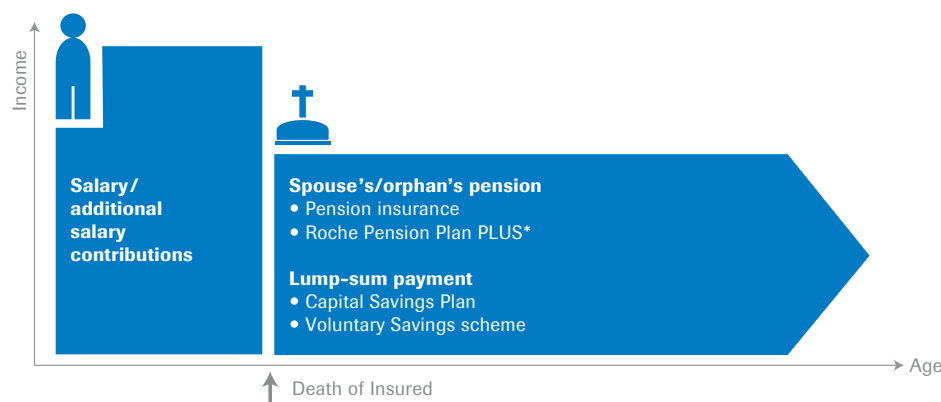 Income
Salary/
additional
salary
contributions
Spouse's/orphan's pension
• Pension insurance
• Roche Pension Plan PLUS*
Lump-sum payment
• Capital Savings Plan
• Voluntary Savings scheme
Age
Death of Insured